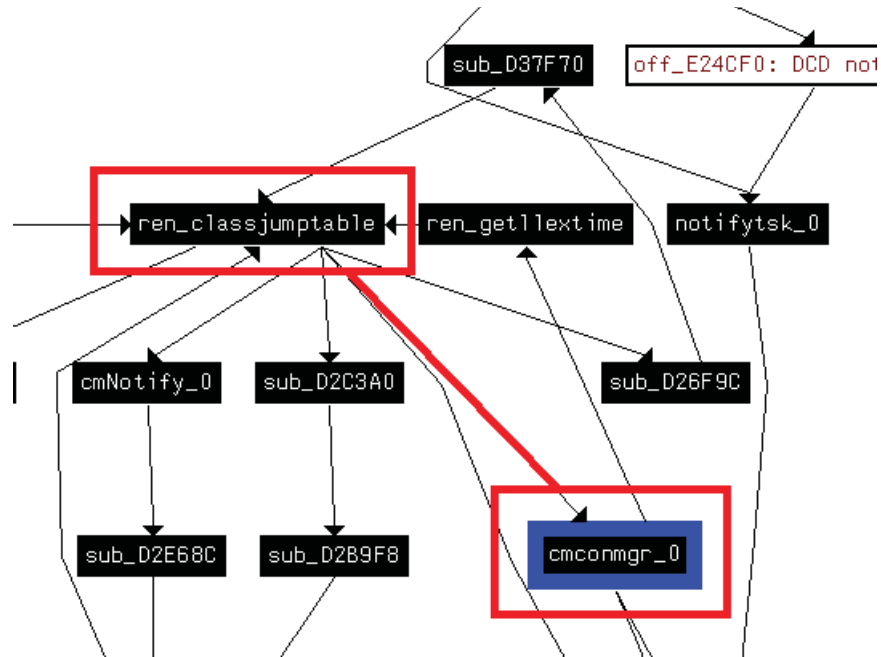 sub_D37F70
off_E24CF0: DCD not
ren_classjumptable
ren_getllextime
notifytsk_0
cmNotify_0
sub_D2C3A0
sub_D26F9C
sub_D2E68C
sub_D2B9F8
cmconmgr_0